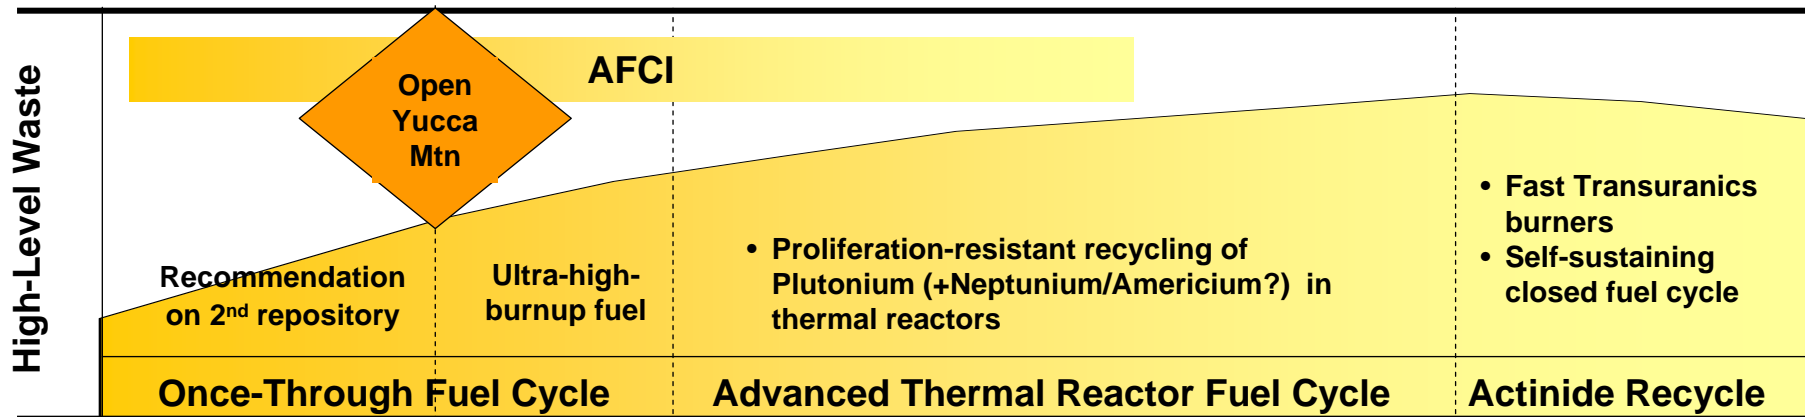 High-Level Waste
AFCI
Open
Yucca
Mtn
Recommendation
on 2nd repository
Ultra-high-
burnup fuel
• Proliferation-resistant recycling of
Plutonium (+Neptunium/Americium?) in
thermal reactors
• Fast Transuranics
burners
• Self-sustaining
closed fuel cycle
Once-Through Fuel Cycle
Advanced Thermal Reactor Fuel Cycle
Actinide Recycle